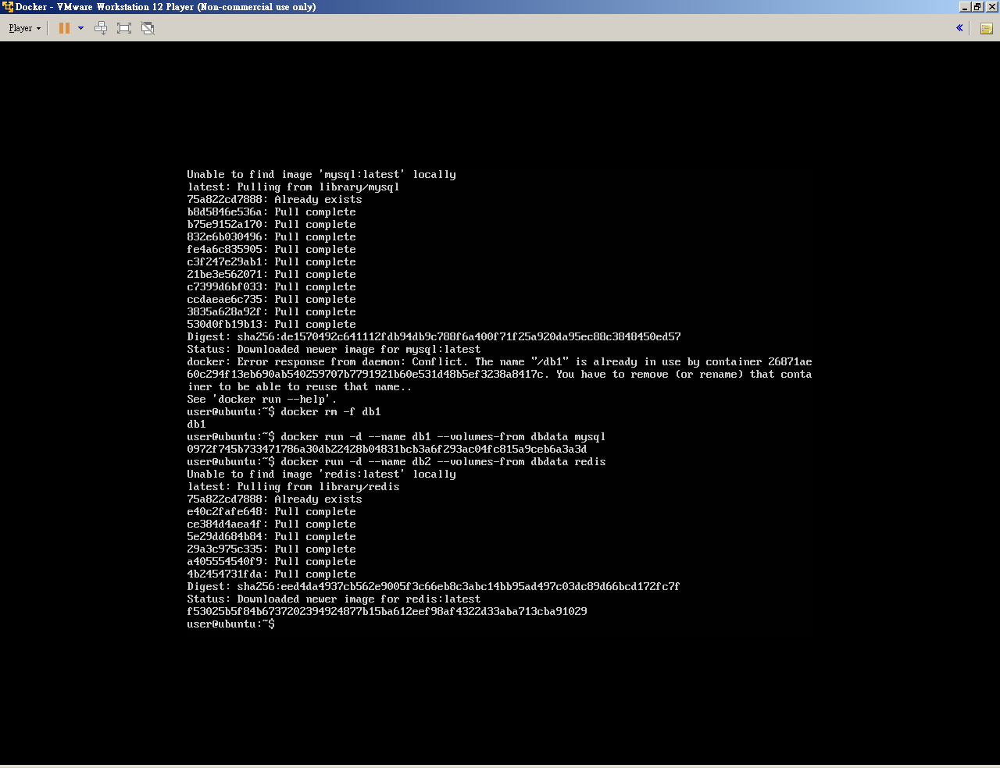 Docker - VMware Workstation 12 Player (Non-commercial use only)
Player
Unable to find image 'mysql:latest' locally
latest: Pulling from library/mysql
75a822cd7888: Already exists
b8d5846e536a: Pull complete
b75e9152a170: Pull complete
832e6b030496: Pull complete
fe4a6c835905: Pull complete
c3f247e29ab1: Pull complete
21be3e562071: Pull complete
c7399d6bf033: Pull complete
ccdaeae6c735: Pull complete
3835a628a92f: Pull complete
530d0fb19b13: Pull complete
Digest: sha256:de1570492c641112fdb94db9c788f6a400f71f25a920da95ec88c3848450ed57
Status: Downloaded newer image for mysql:latest
docker: Error response from daemon: Conflict. The name "/db1" is already in use by container 26871ae
60c294f13eb690ab540259707b7791921b60e531d48b5ef3238a8417c. You have to remove (or rename) that conta
iner to be able to reuse that name..
See 'docker run --help'.
user@ubuntu:~$ docker rm -f db1
db1
user@ubuntu:~$ docker run -d --name db1 --volumes-from dbdata mysql
0972f745b733471786a30db22428b04831bcb3a6f293ac04fc815a9ceb6a3a3d
user@ubuntu:~$ docker run -d --name db2 --volumes-from dbdata redis
Unable to find image 'redis:latest' locally
latest: Pulling from library/redis
75a822cd7888: Already exists
e40c2fafe648: Pull complete
ce384d4aea4f: Pull complete
5e29dd684b84: Pull complete
29a3c975c335: Pull complete
a405554540f9: Pull complete
4b2454731fda: Pull complete
Digest: sha256:eed4da4937cb562e9005f3c66eb8c3abc14bb95ad497c03dc89d66bcd172fc7f
Status: Downloaded newer image for redis:latest
f53025b5f84b6737202394924877b15ba612eef98af4322d33aba713cba91029
user@ubuntu:~$